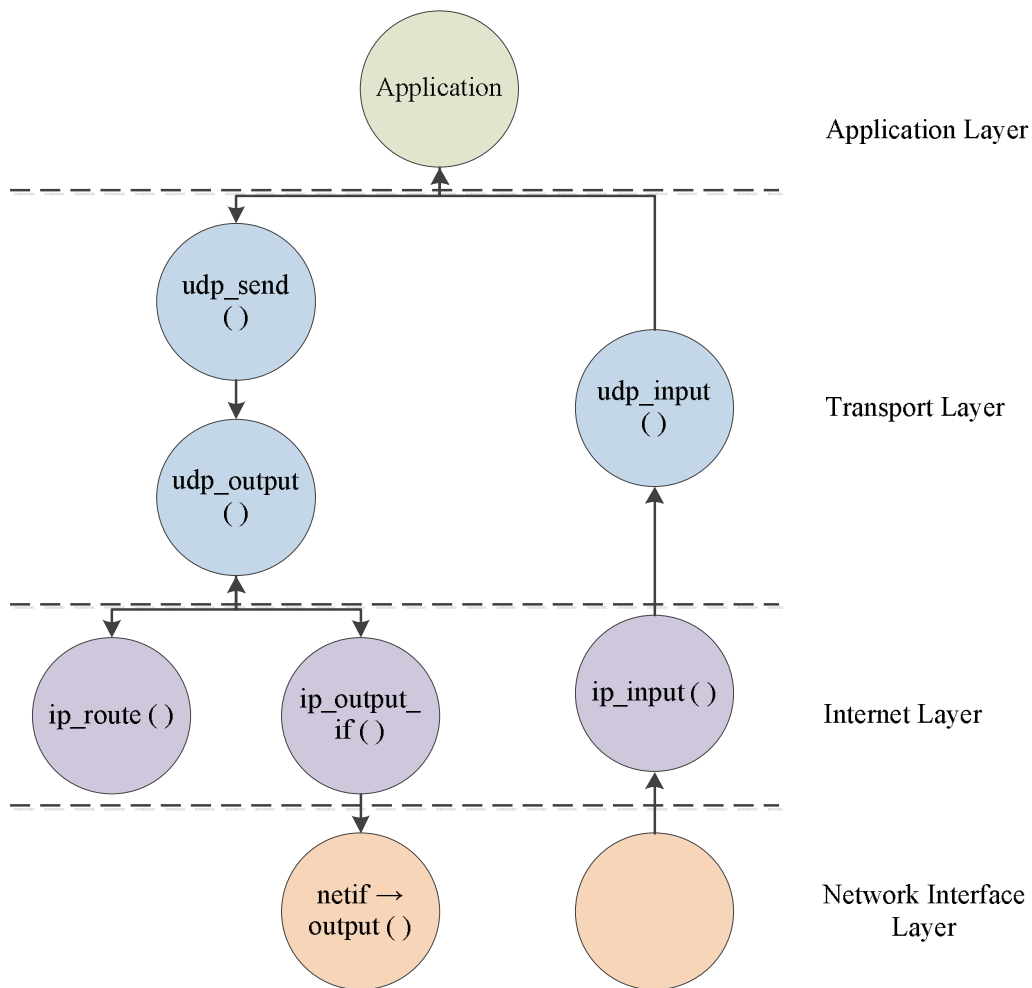 Application
Application Layer
udp_send
( )
udp_input
( )
Transport Layer
udp_output
( )
ip_route ( )
ip_output_
if ( )
ip_input ( )
Internet Layer
netif →
output ( )
Network Interface
Layer